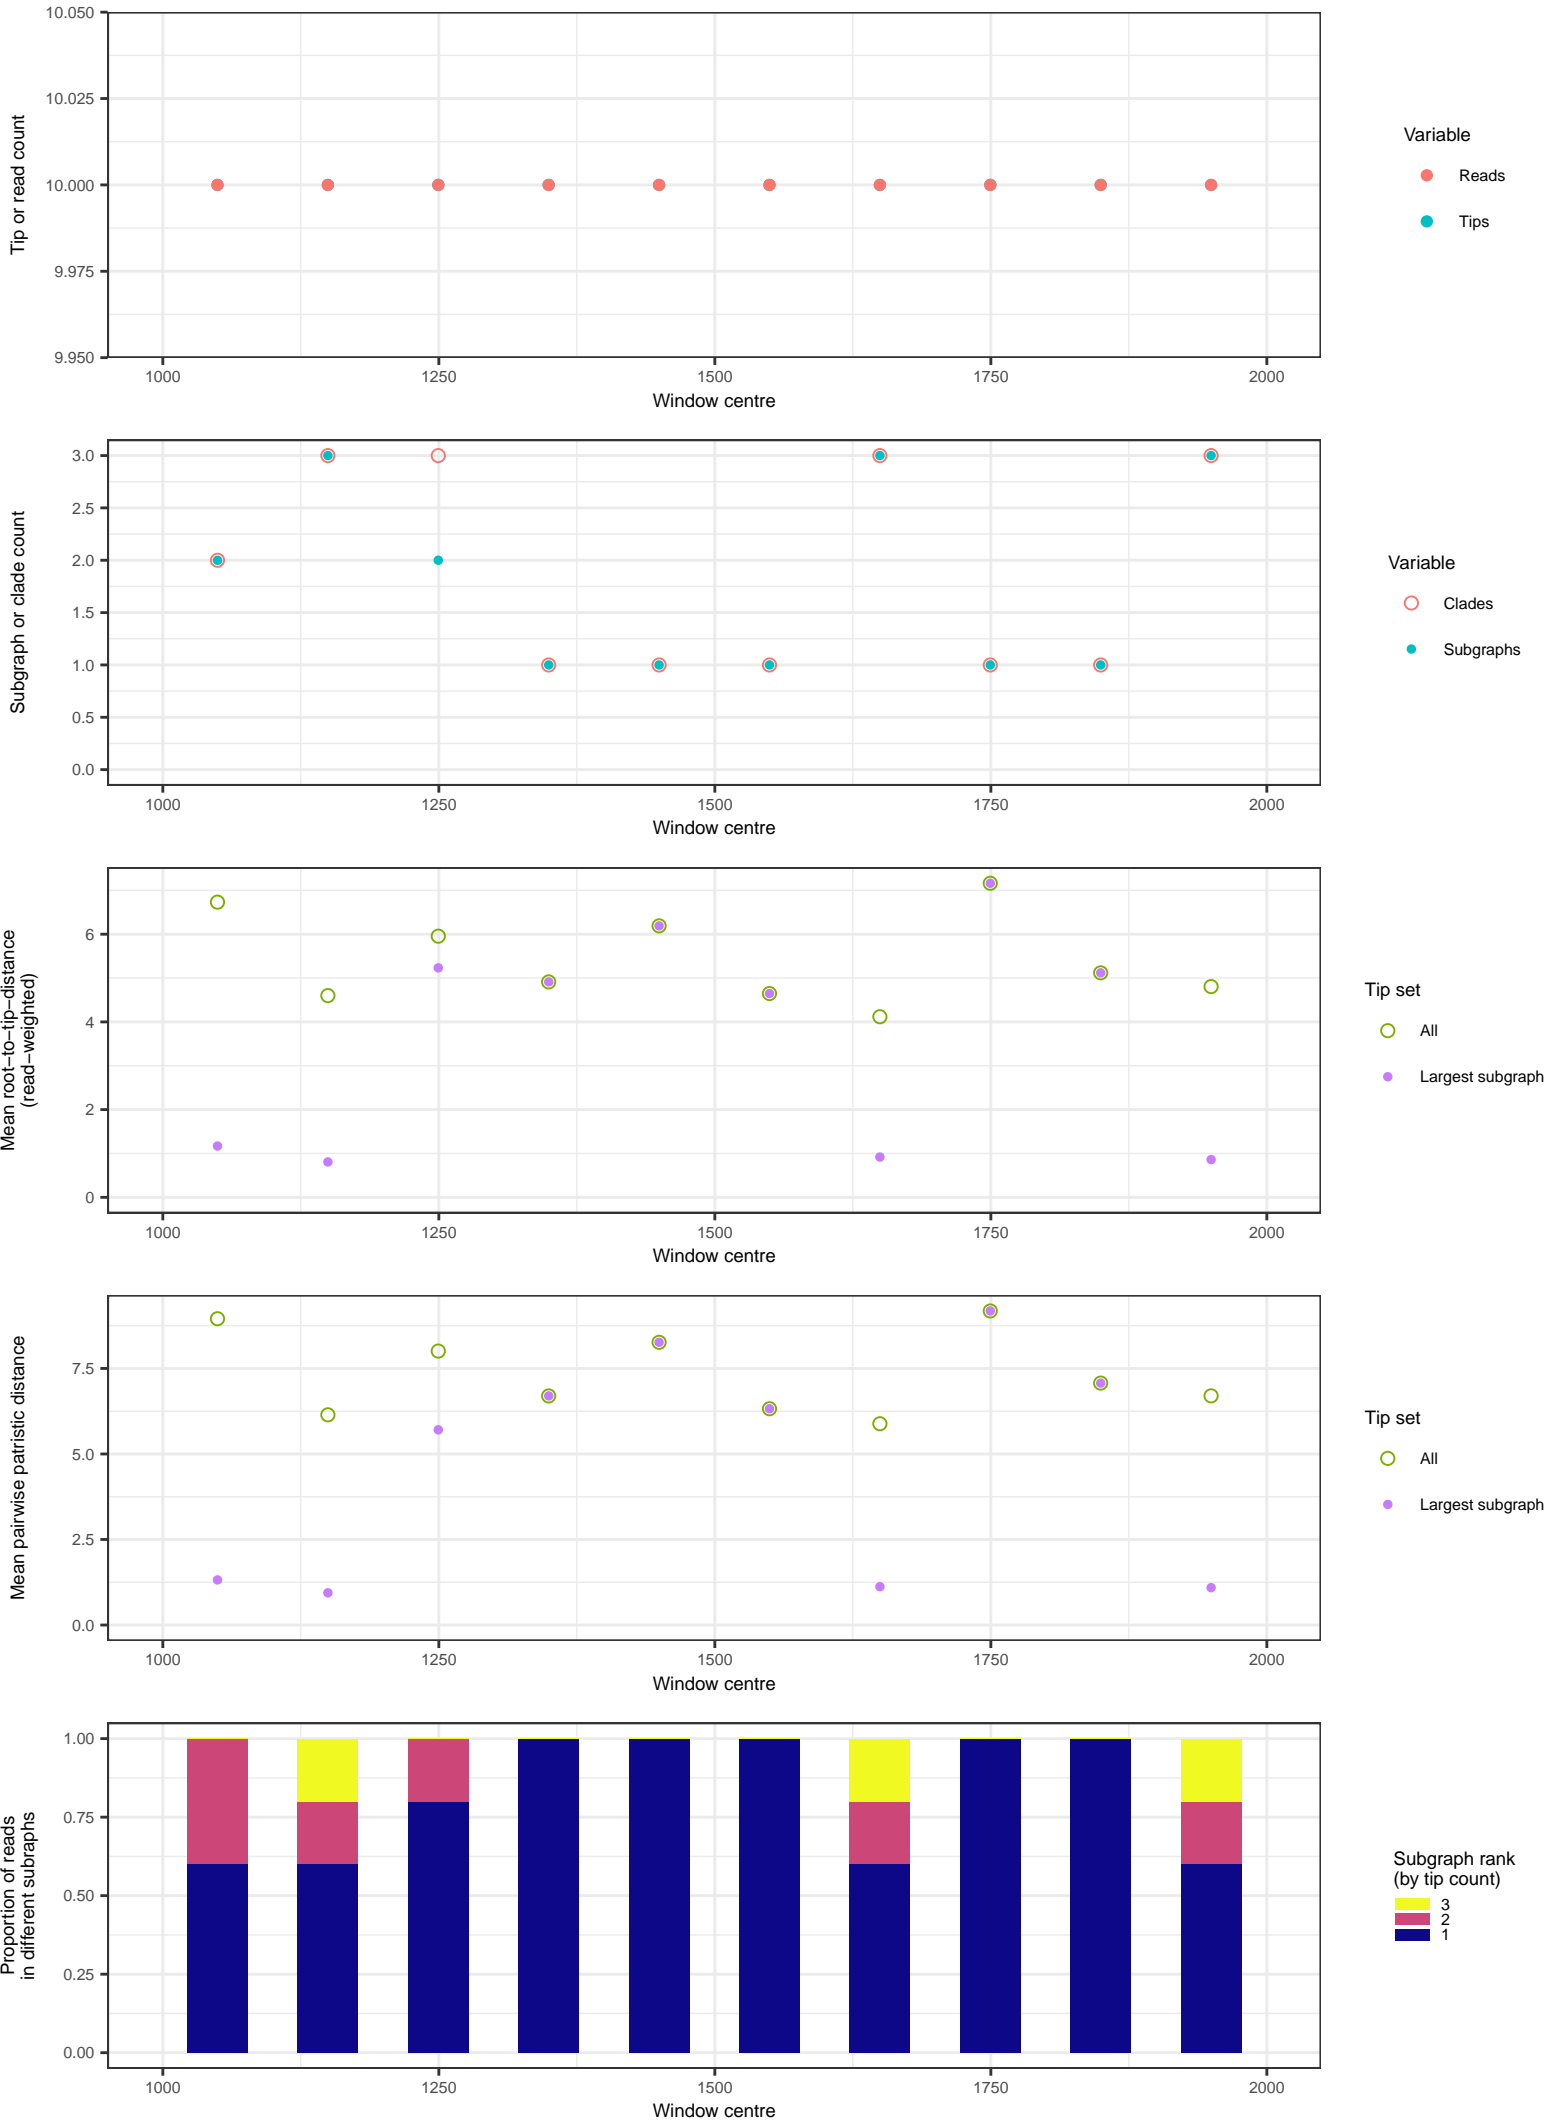 10.050
10.025
10.000
9.975
9.950
Tip or read count
1000 1250 1500 1750 2000
Window centre
Variable
Reads
Tips
3.0
2.5
2.0
1.5
1.0
0.5
0.0
Subgraph or clade count
1000 1250 1500 1750 2000
Window centre
Variable
Clades
Subgraphs
6
4
2
0
Mean root−to−tip−distance
(read−weighted)
1000 1250 1500 1750 2000
Window centre
Tip set
All
Largest subgraph
7.5
5.0
2.5
0.0
Mean pairwise patristic distance
1000 1250 1500 1750 2000
Window centre
Tip set
All
Largest subgraph
1.00
0.75
0.50
0.25
0.00
Proportion of reads
in different subraphs
1000 1250 1500 1750 2000
Window centre
Subgraph rank
(by tip count)
3
2
1